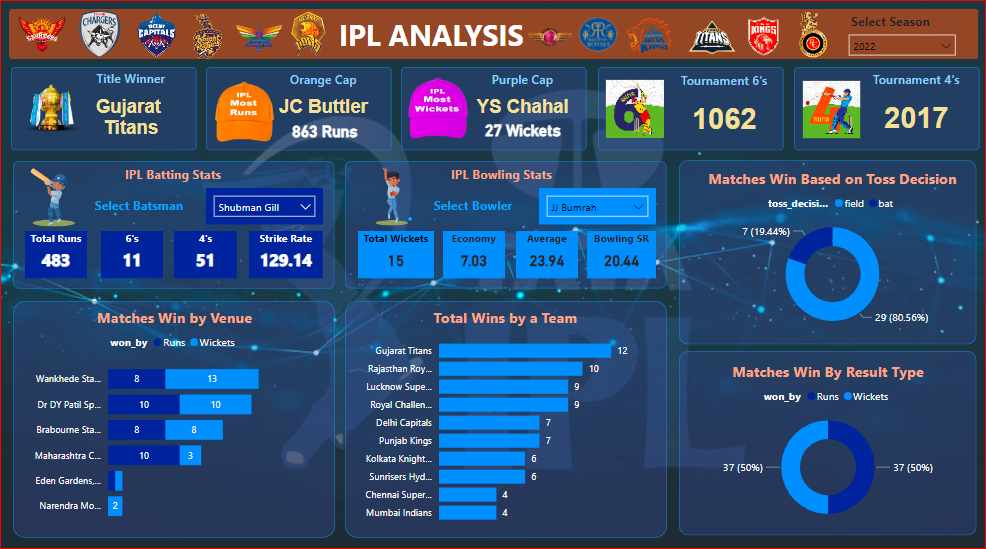 IPL ANALYSIS
Select Season
2022
Title Winner
Gujarat
Titans
Orange Cap
IPL
Most
Runs
JC Buttler
863 Runs
Purple Cap
IPL
Most
Wickets
YS Chahal
27 Wickets
Tournament 6's
1062
Tournament 4's
RUNS
2017
IPL Batting Stats
Select Batsman
Shubman Gill
Total Runs
483
6's
11
4's
51
Strike Rate
129.14
IPL Bowling Stats
Select Bowler
JJ Bumrah
Total Wickets
15
Economy
7.03
Average
23.94
Bowling SR
20.44
Matches Win Based on Toss Decision
toss_decisi... field bat
7 (19.44%)
29 (80.56%)
Matches Win by Venue
won_by Runs Wickets
Wankhede Sta... 8 13
Dr DY Patil Sp... 10 10
Brabourne Sta... 8 8
Maharashtra C... 10 3
Eden Gardens,...
Narendra Mo... 2
Total Wins by a Team
Gujarat Titans 12
Rajasthan Roy... 10
Lucknow Supe... 9
Royal Challen... 9
Delhi Capitals 7
Punjab Kings 7
Kolkata Knight... 6
Sunrisers Hyd... 6
Chennai Super... 4
Mumbai Indians 4
Matches Win By Result Type
won_by Runs Wickets
37 (50%)
37 (50%)
IPL
CHARGERS
DELHI
CAPITALS
TITANS
KINGS